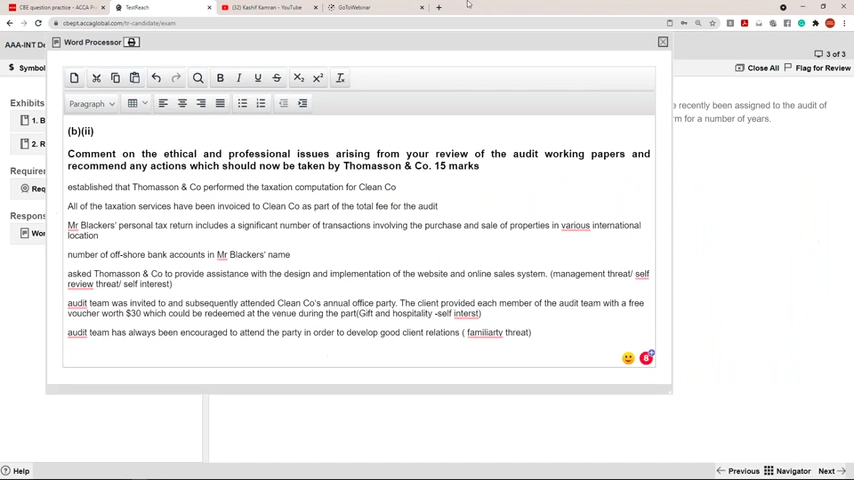 CBE question practice - ACCA Pr
TestReach
(32) Kashif Kamran - YouTube
GoToWebinar
cbept.accaglobal.com/tr-candidate/exam
AAA-INT De
Word Processor
3 of 3
Symbol
Close All
Flag for Review
Paragraph
Exhibits
1. B
2. R
Require
Req
Respons
Wor
e recently been assigned to the audit of
rm for a number of years.
(b)(ii)
Comment on the ethical and professional issues arising from your review of the audit working papers and
recommend any actions which should now be taken by Thomasson & Co. 15 marks
established that Thomasson & Co performed the taxation computation for Clean Co
All of the taxation services have been invoiced to Clean Co as part of the total fee for the audit
Mr Blackers' personal tax return includes a significant number of transactions involving the purchase and sale of properties in various international
location
number of off-shore bank accounts in Mr Blackers' name
asked Thomasson & Co to provide assistance with the design and implementation of the website and online sales system. (management threat/ self
review threat/ self interest)
audit team was invited to and subsequently attended Clean Co's annual office party. The client provided each member of the audit team with a free
voucher worth $30 which could be redeemed at the venue during the part(Gift and hospitality -self interst)
audit team has always been encouraged to attend the party in order to develop good client relations ( familiarty threat)
8
Help
Previous
Navigator
Next